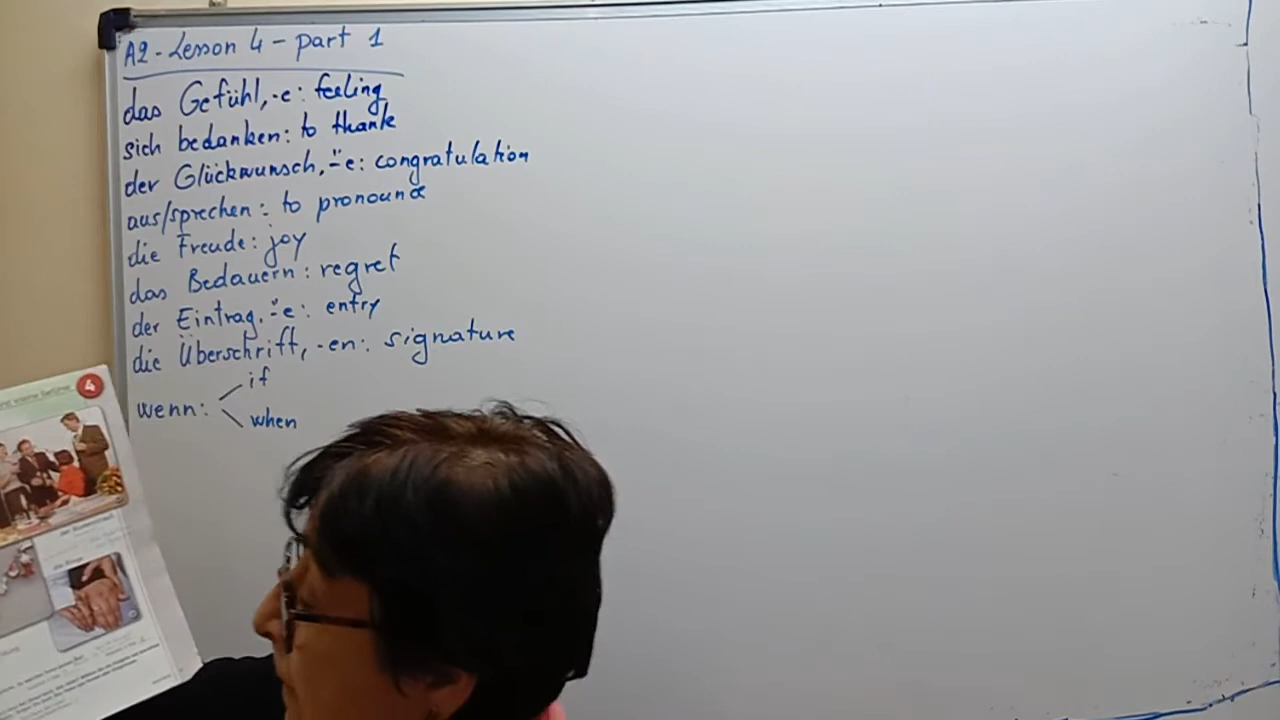 A2 - Lesson 4 - part 1
das Gefühl, -e: feeling
sich bedanken: to thank
der Glückwunsch, -̈e: congratulation
aus/sprechen: to pronounce
die Freude: joy
das Bedauern: regret
der Eintrag, -̈e: entry
die Überschrift, -en: signature
wenn: if
when
4